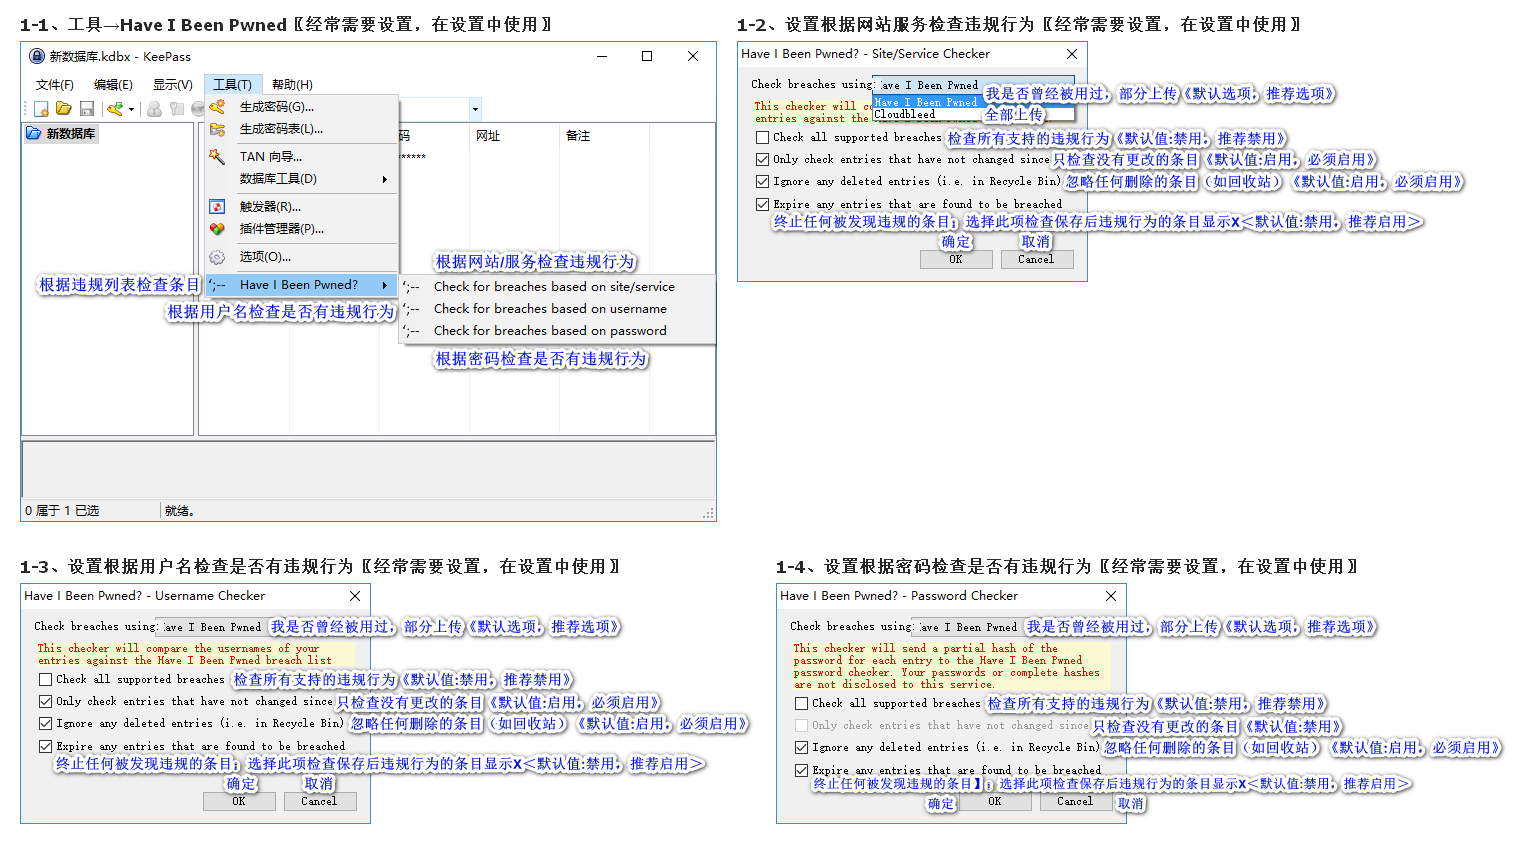 1-1、工具→Have I Been Pwned〖经常需要设置，在设置中使用〗
新数据库.kdbx - KeePass
文件(F) 编辑(E) 显示(V) 工具(T) 帮助(H)
生成密码(G)...
新数据库
生成密码表(L)...
码 网址 备注
TAN 向导...
******
数据库工具(D)
触发器(R)...
插件管理器(P)...
选项(O)...
根据网站/服务检查违规行为
根据违规列表检查条目
Have I Been Pwned?
Check for breaches based on site/service
根据用户名检查是否有违规行为
Check for breaches based on username
Check for breaches based on password
根据密码检查是否有违规行为
0 属于 1 已选 就绪。
1-2、设置根据网站服务检查违规行为〖经常需要设置，在设置中使用〗
Have I Been Pwned? - Site/Service Checker
Check breaches using: ave I Been Pwned
我是否曾经被用过，部分上传《默认选项，推荐选项》
This checker will co
Have I Been Pwned
entries against the
Cloudbleed 全部上传
Check all supported breaches 检查所有支持的违规行为《默认值:禁用，推荐禁用》
Only check entries that have not changed since 只检查没有更改的条目《默认值:启用，必须启用》
Ignore any deleted entries (i.e. in Recycle Bin) 忽略任何删除的条目（如回收站）《默认值:启用，必须启用》
Expire any entries that are found to be breached
终止任何被发现违规的条目；选择此项检查保存后违规行为的条目显示X＜默认值:禁用，推荐启用＞
确定 取消
OK Cancel
1-3、设置根据用户名检查是否有违规行为〖经常需要设置，在设置中使用〗
Have I Been Pwned? - Username Checker
Check breaches using: ave I Been Pwned 我是否曾经被用过，部分上传《默认选项，推荐选项》
This checker will compare the usernames of your
entries against the Have I Been Pwned breach list
Check all supported breaches 检查所有支持的违规行为《默认值:禁用，推荐禁用》
Only check entries that have not changed since 只检查没有更改的条目《默认值:启用，必须启用》
Ignore any deleted entries (i.e. in Recycle Bin) 忽略任何删除的条目（如回收站）《默认值:启用，必须启用》
Expire any entries that are found to be breached
终止任何被发现违规的条目；选择此项检查保存后违规行为的条目显示X＜默认值:禁用，推荐启用＞
确定 取消
OK Cancel
1-4、设置根据密码检查是否有违规行为〖经常需要设置，在设置中使用〗
Have I Been Pwned? - Password Checker
Check breaches using: ave I Been Pwned 我是否曾经被用过，部分上传《默认选项，推荐选项》
This checker will send a partial hash of the
password for each entry to the Have I Been Pwned
password checker. Your passwords or complete hashes
are not disclosed to this service.
Check all supported breaches 检查所有支持的违规行为《默认值:禁用，推荐禁用》
Only check entries that have not changed since 只检查没有更改的条目《默认值:禁用》
Ignore any deleted entries (i.e. in Recycle Bin) 忽略任何删除的条目（如回收站）《默认值:启用，必须启用》
Expire any entries that are found to be breached
终止任何被发现违规的条目】；选择此项检查保存后违规行为的条目显示X＜默认值:禁用，推荐启用＞
确定 OK Cancel 取消